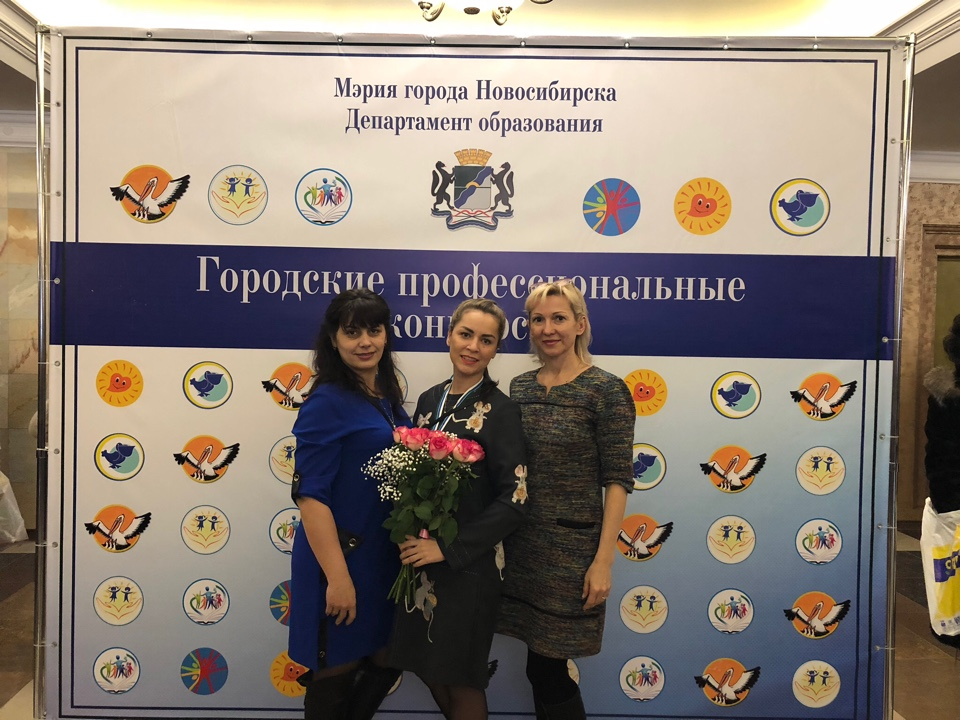 Мэрия города Новосибирска
Департамент образования
Городские профессиональные